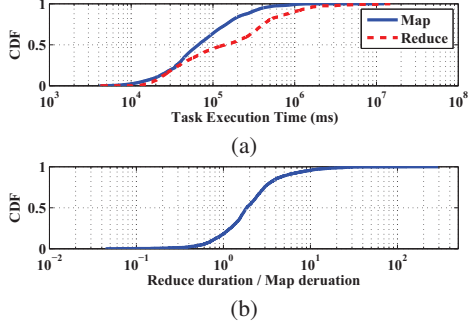 1
0.5
0
CDF
Map
Reduce
10^3 10^4 10^5 10^6 10^7 10^8
Task Execution Time (ms)
(a)
1
0.5
0
CDF
10^−2 10^−1 10^0 10^1 10^2
Reduce duration / Map deruation
(b)